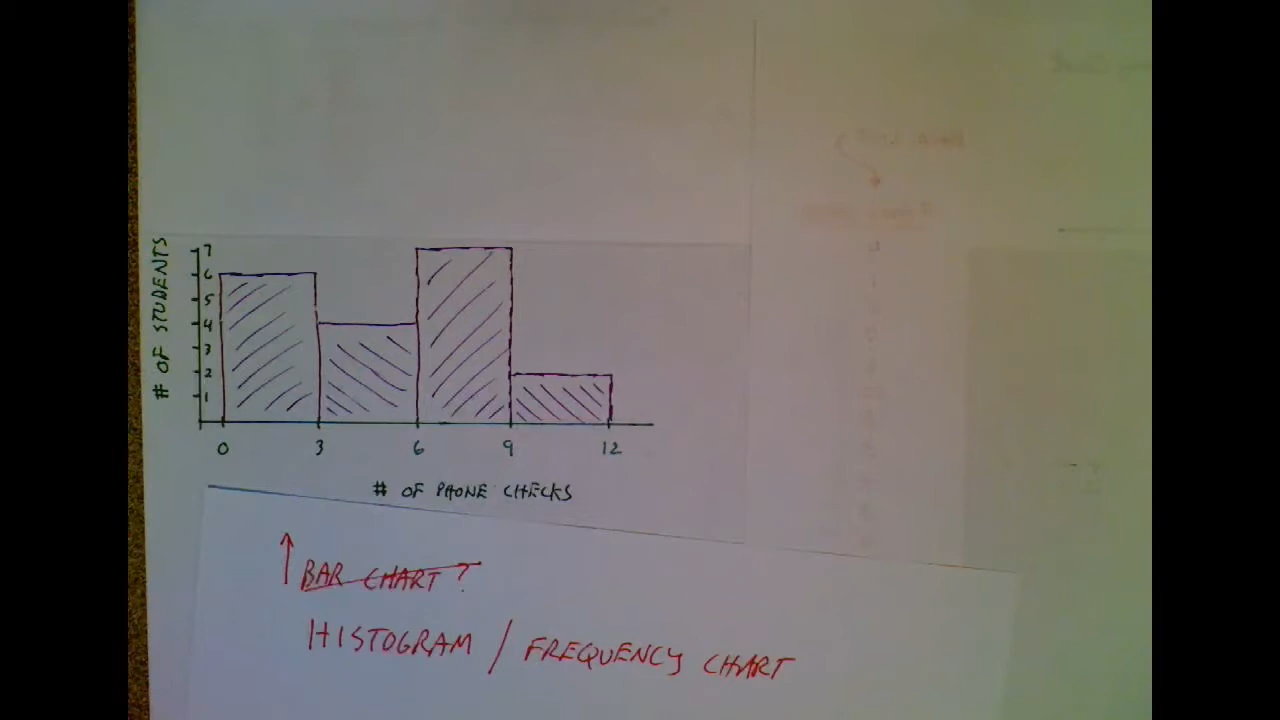 # OF STUDENTS
7
6
5
4
3
2
1
0 3 6 9 12
# OF PHONE CHECKS
BAR CHART?
HISTOGRAM / FREQUENCY CHART